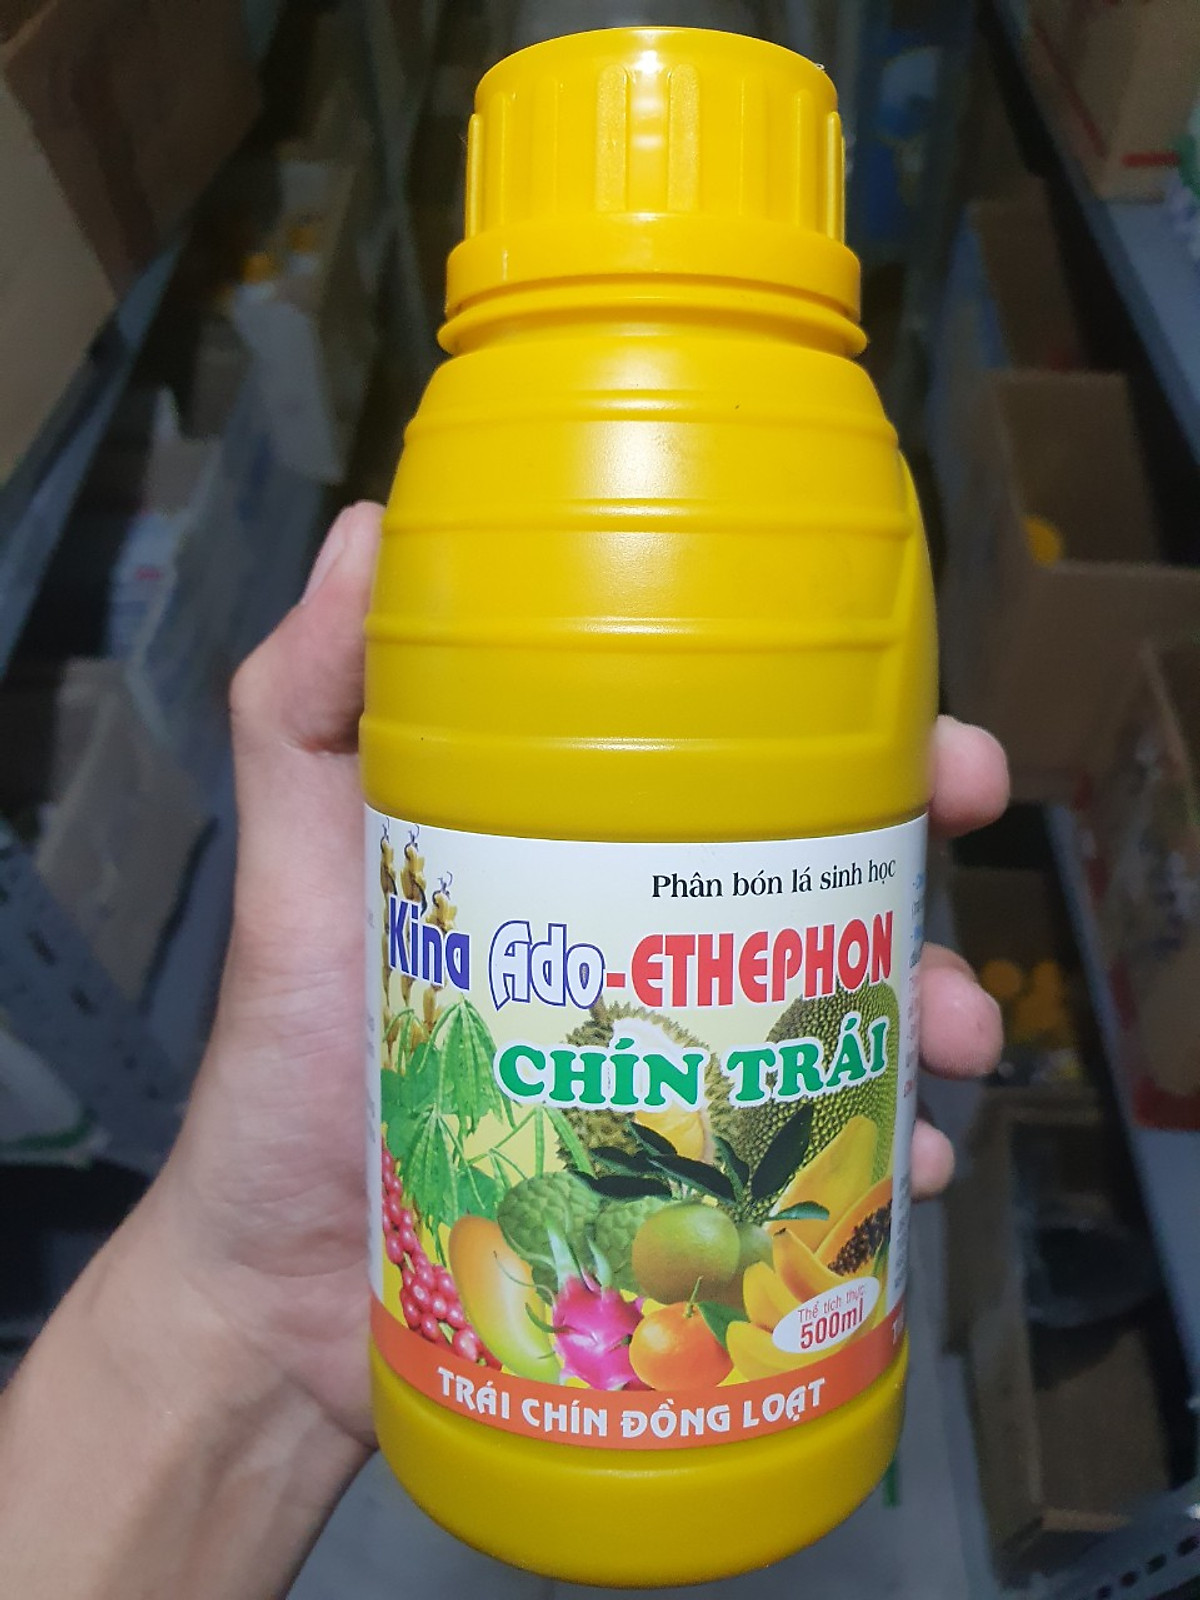 Phân bón lá sinh học
Kina Ado-ETHEPHON
CHÍN TRÁI
Thể tích thực:
500ml
TRÁI CHÍN ĐỒNG LOẠT